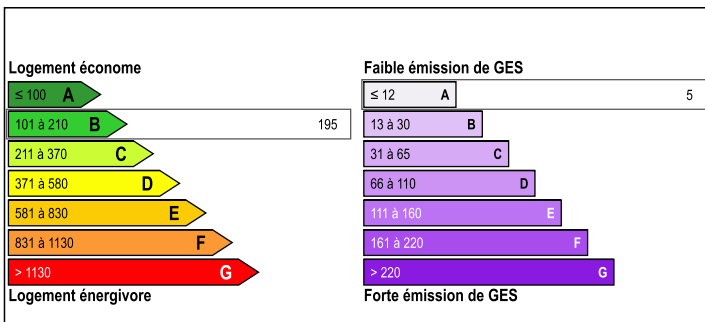 Logement économe
≤ 100 A
101 à 210 B 195
211 à 370 C
371 à 580 D
581 à 830 E
831 à 1130 F
> 1130 G
Logement énergivore
Faible émission de GES
≤ 12 A 5
13 à 30 B
31 à 65 C
66 à 110 D
111 à 160 E
161 à 220 F
> 220 G
Forte émission de GES